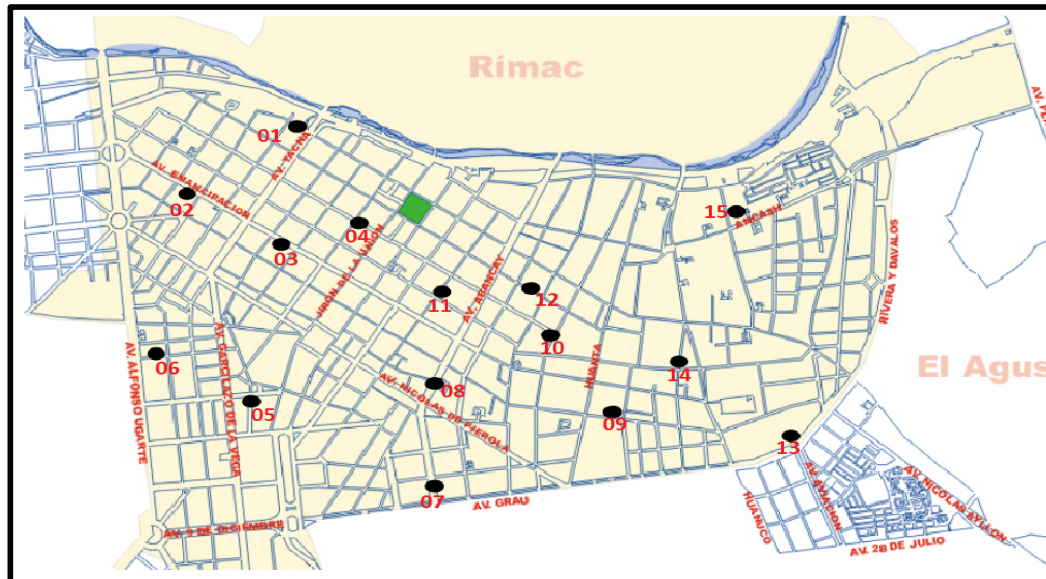 Rímac
01
AV. TACNA
AV. EMANCIPACION
02
03
04
JIRON DE LA UNION
15
ANCASH
RIVERA Y DAVALOS
11
AV. ABANCAY
12
10
HUANTA
14
El Agus
AV. ALFONSO UGARTE
06
AV. GARCILAZO DE LA VEGA
05
AV. NICOLAS DE PIEROLA
08
09
13
07
AV. GRAU
AV. 9 DE DICIEMBRE
HUANUCO
AV. AVIACION
AV. NICOLAS AYLLON
AV. 28 DE JULIO